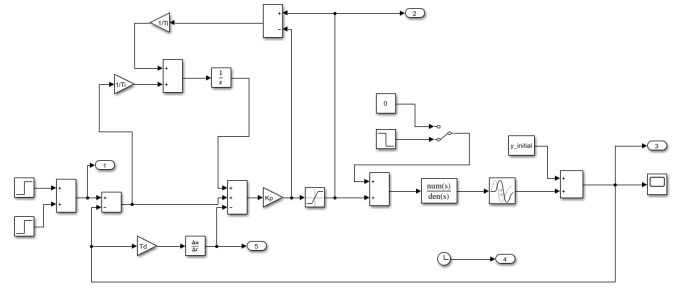 1/Ti
+
−
2
1/Ti
+
+
1
s
0
y_initial
3
1
+
+
+
−
+
+
−
Kp
+
+
num(s)
den(s)
+
+
Td
Δu
Δt
5
4